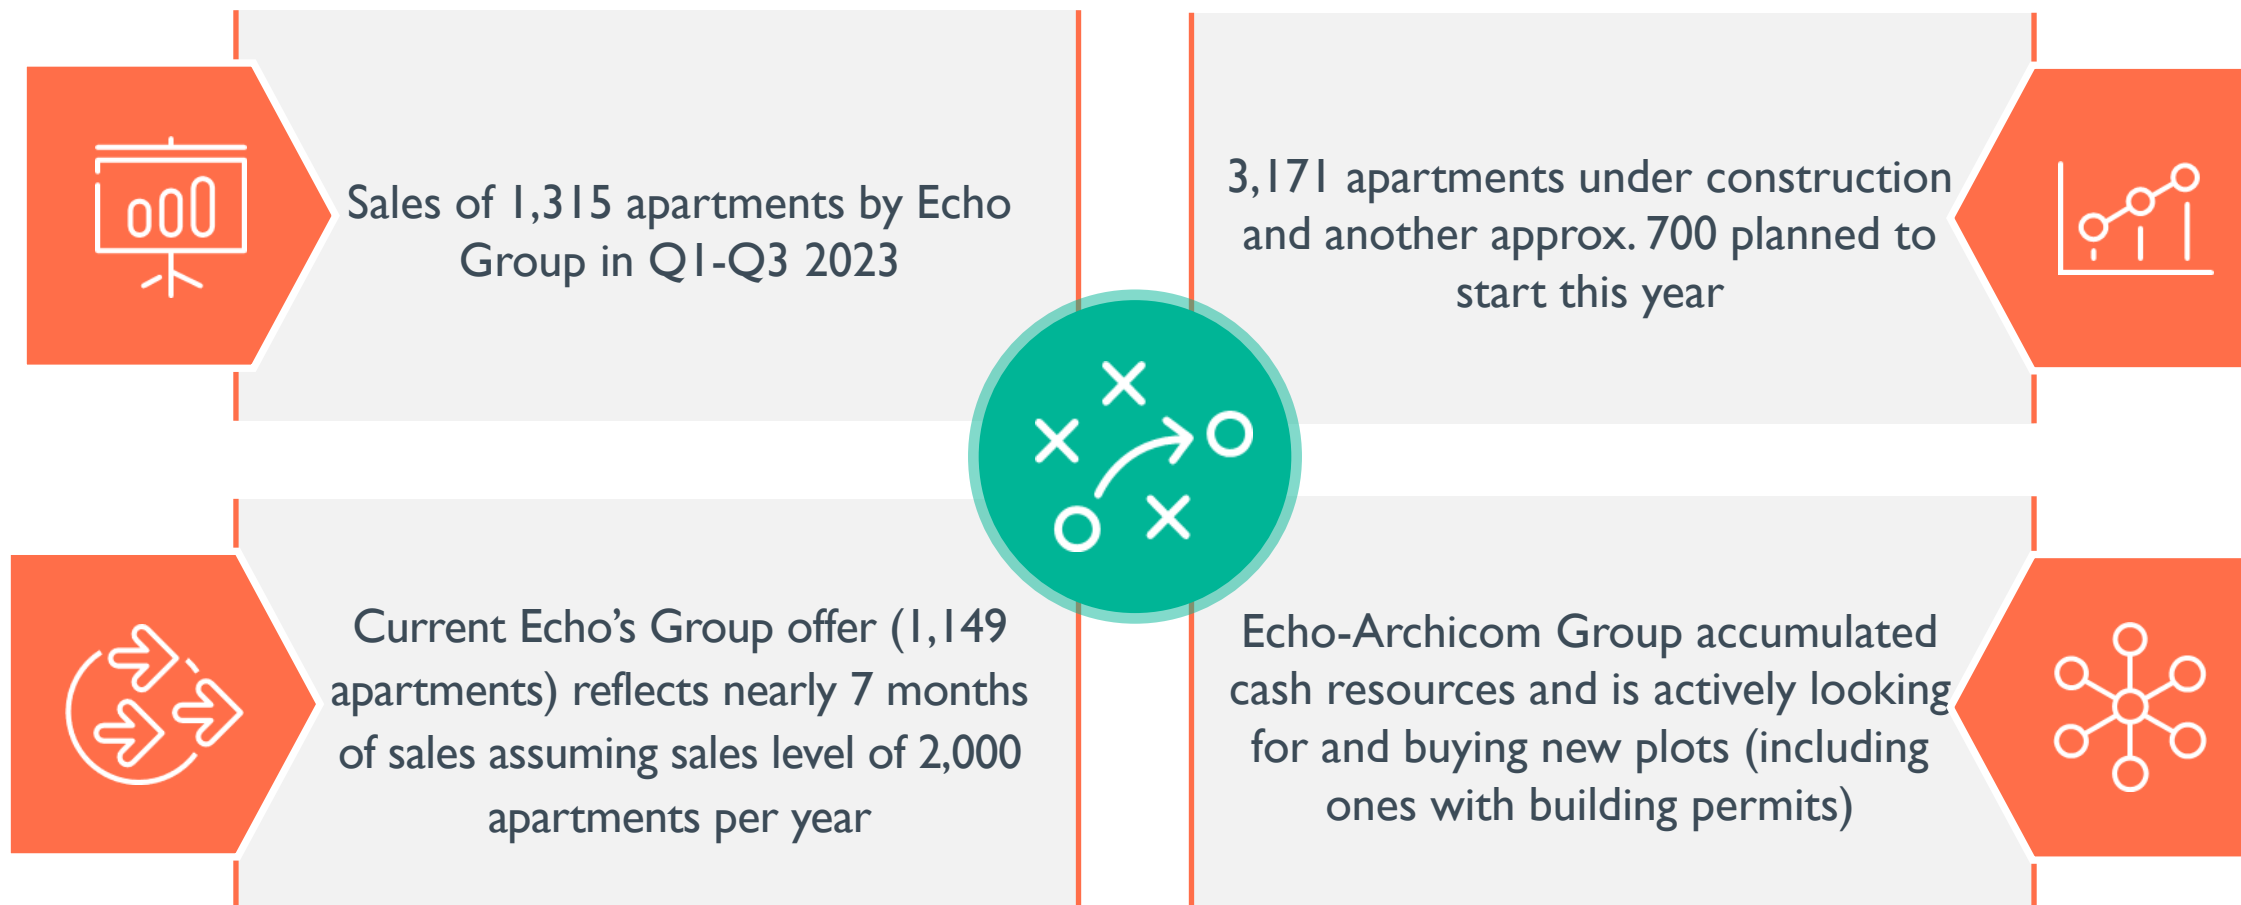 Sales of 1,315 apartments by Echo
Group in Q1-Q3 2023
3,171 apartments under construction
and another approx. 700 planned to
start this year
Current Echo’s Group offer (1,149
apartments) reflects nearly 7 months
of sales assuming sales level of 2,000
apartments per year
Echo-Archicom Group accumulated
cash resources and is actively looking
for and buying new plots (including
ones with building permits)